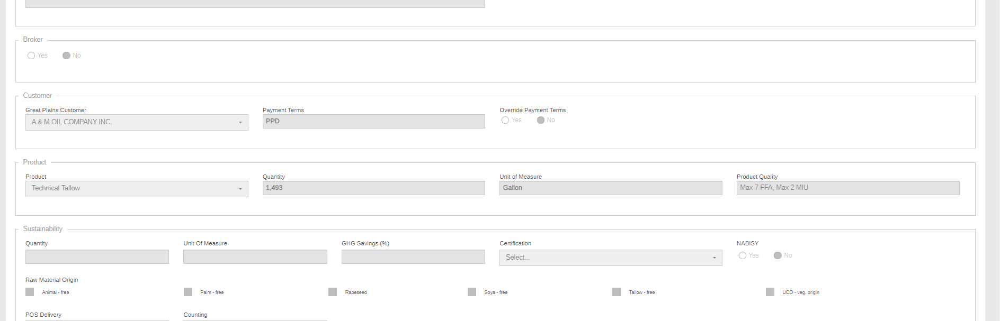 Broker
Yes No
Customer
Great Plains Customer Payment Terms Override Payment Terms
A & M OIL COMPANY INC. PPD Yes No
Product
Product Quantity Unit of Measure Product Quality
Technical Tallow 1,493 Gallon Max 7 FFA, Max 2 MIU
Sustainability
Quantity Unit Of Measure GHG Savings (%) Certification NABISY
Select... Yes No
Raw Material Origin
Animal - free Palm - free Rapeseed Soya - free Tallow - free UCO - veg. origin
POS Delivery Counting